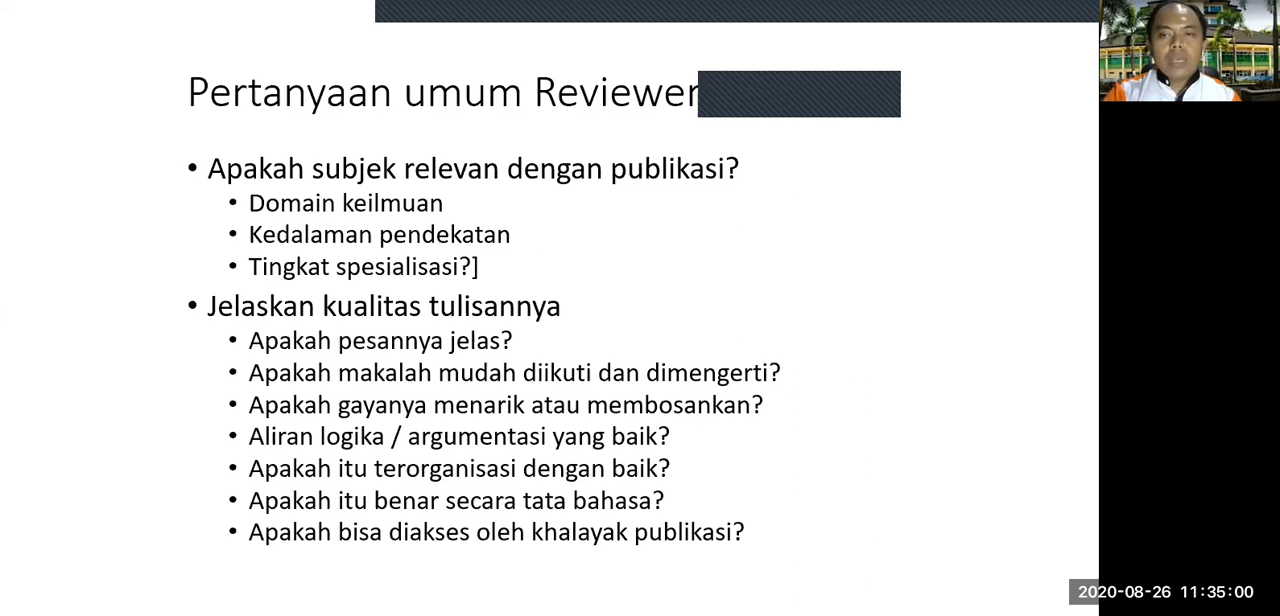 Pertanyaan umum Reviewer
• Apakah subjek relevan dengan publikasi?
• Domain keilmuan
• Kedalaman pendekatan
• Tingkat spesialisasi?]
• Jelaskan kualitas tulisannya
• Apakah pesannya jelas?
• Apakah makalah mudah diikuti dan dimengerti?
• Apakah gayanya menarik atau membosankan?
• Aliran logika / argumentasi yang baik?
• Apakah itu terorganisasi dengan baik?
• Apakah itu benar secara tata bahasa?
• Apakah bisa diakses oleh khalayak publikasi?
2020-08-26 11:35:00